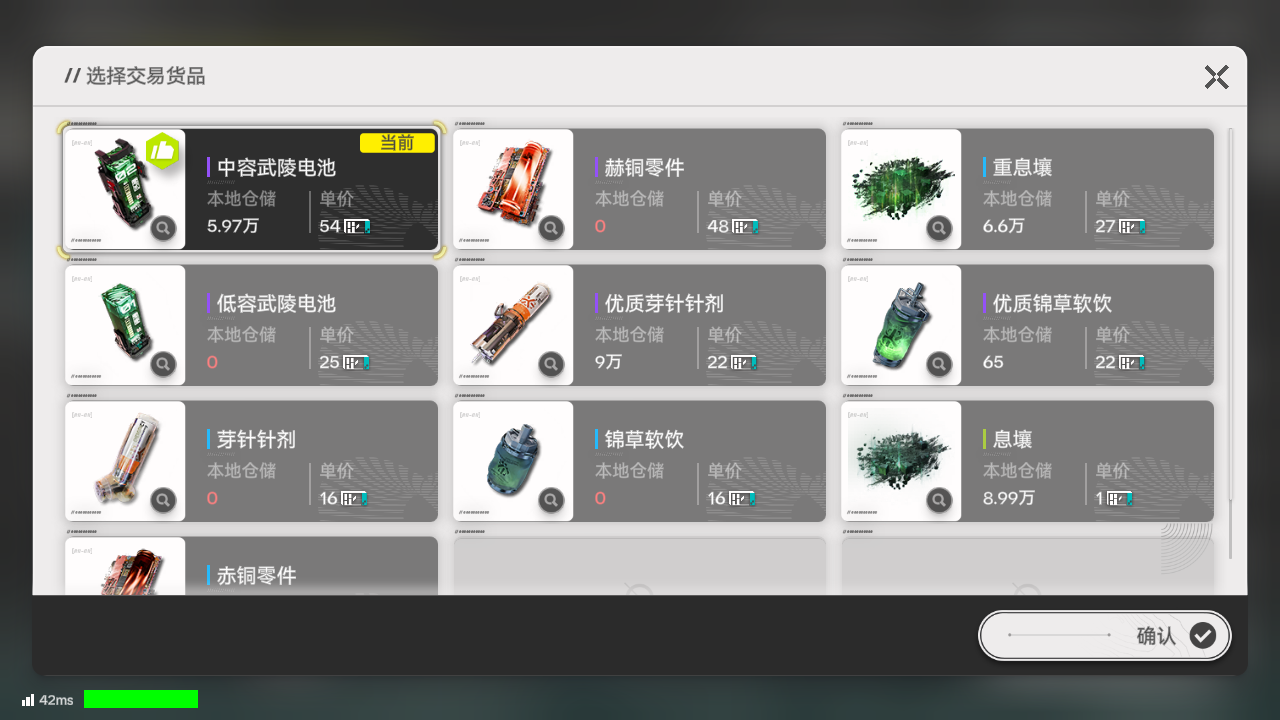 // 选择交易货品
当前
中容武陵电池
本地仓储 单价
5.97万 54
赫铜零件
本地仓储 单价
0 48
重息壤
本地仓储 单价
6.6万 27
低容武陵电池
本地仓储 单价
0 25
优质芽针针剂
本地仓储 单价
9万 22
优质锦草软饮
本地仓储 单价
65 22
芽针针剂
本地仓储 单价
0 16
锦草软饮
本地仓储 单价
0 16
息壤
本地仓储 单价
8.99万 1
赤铜零件
确认
42ms